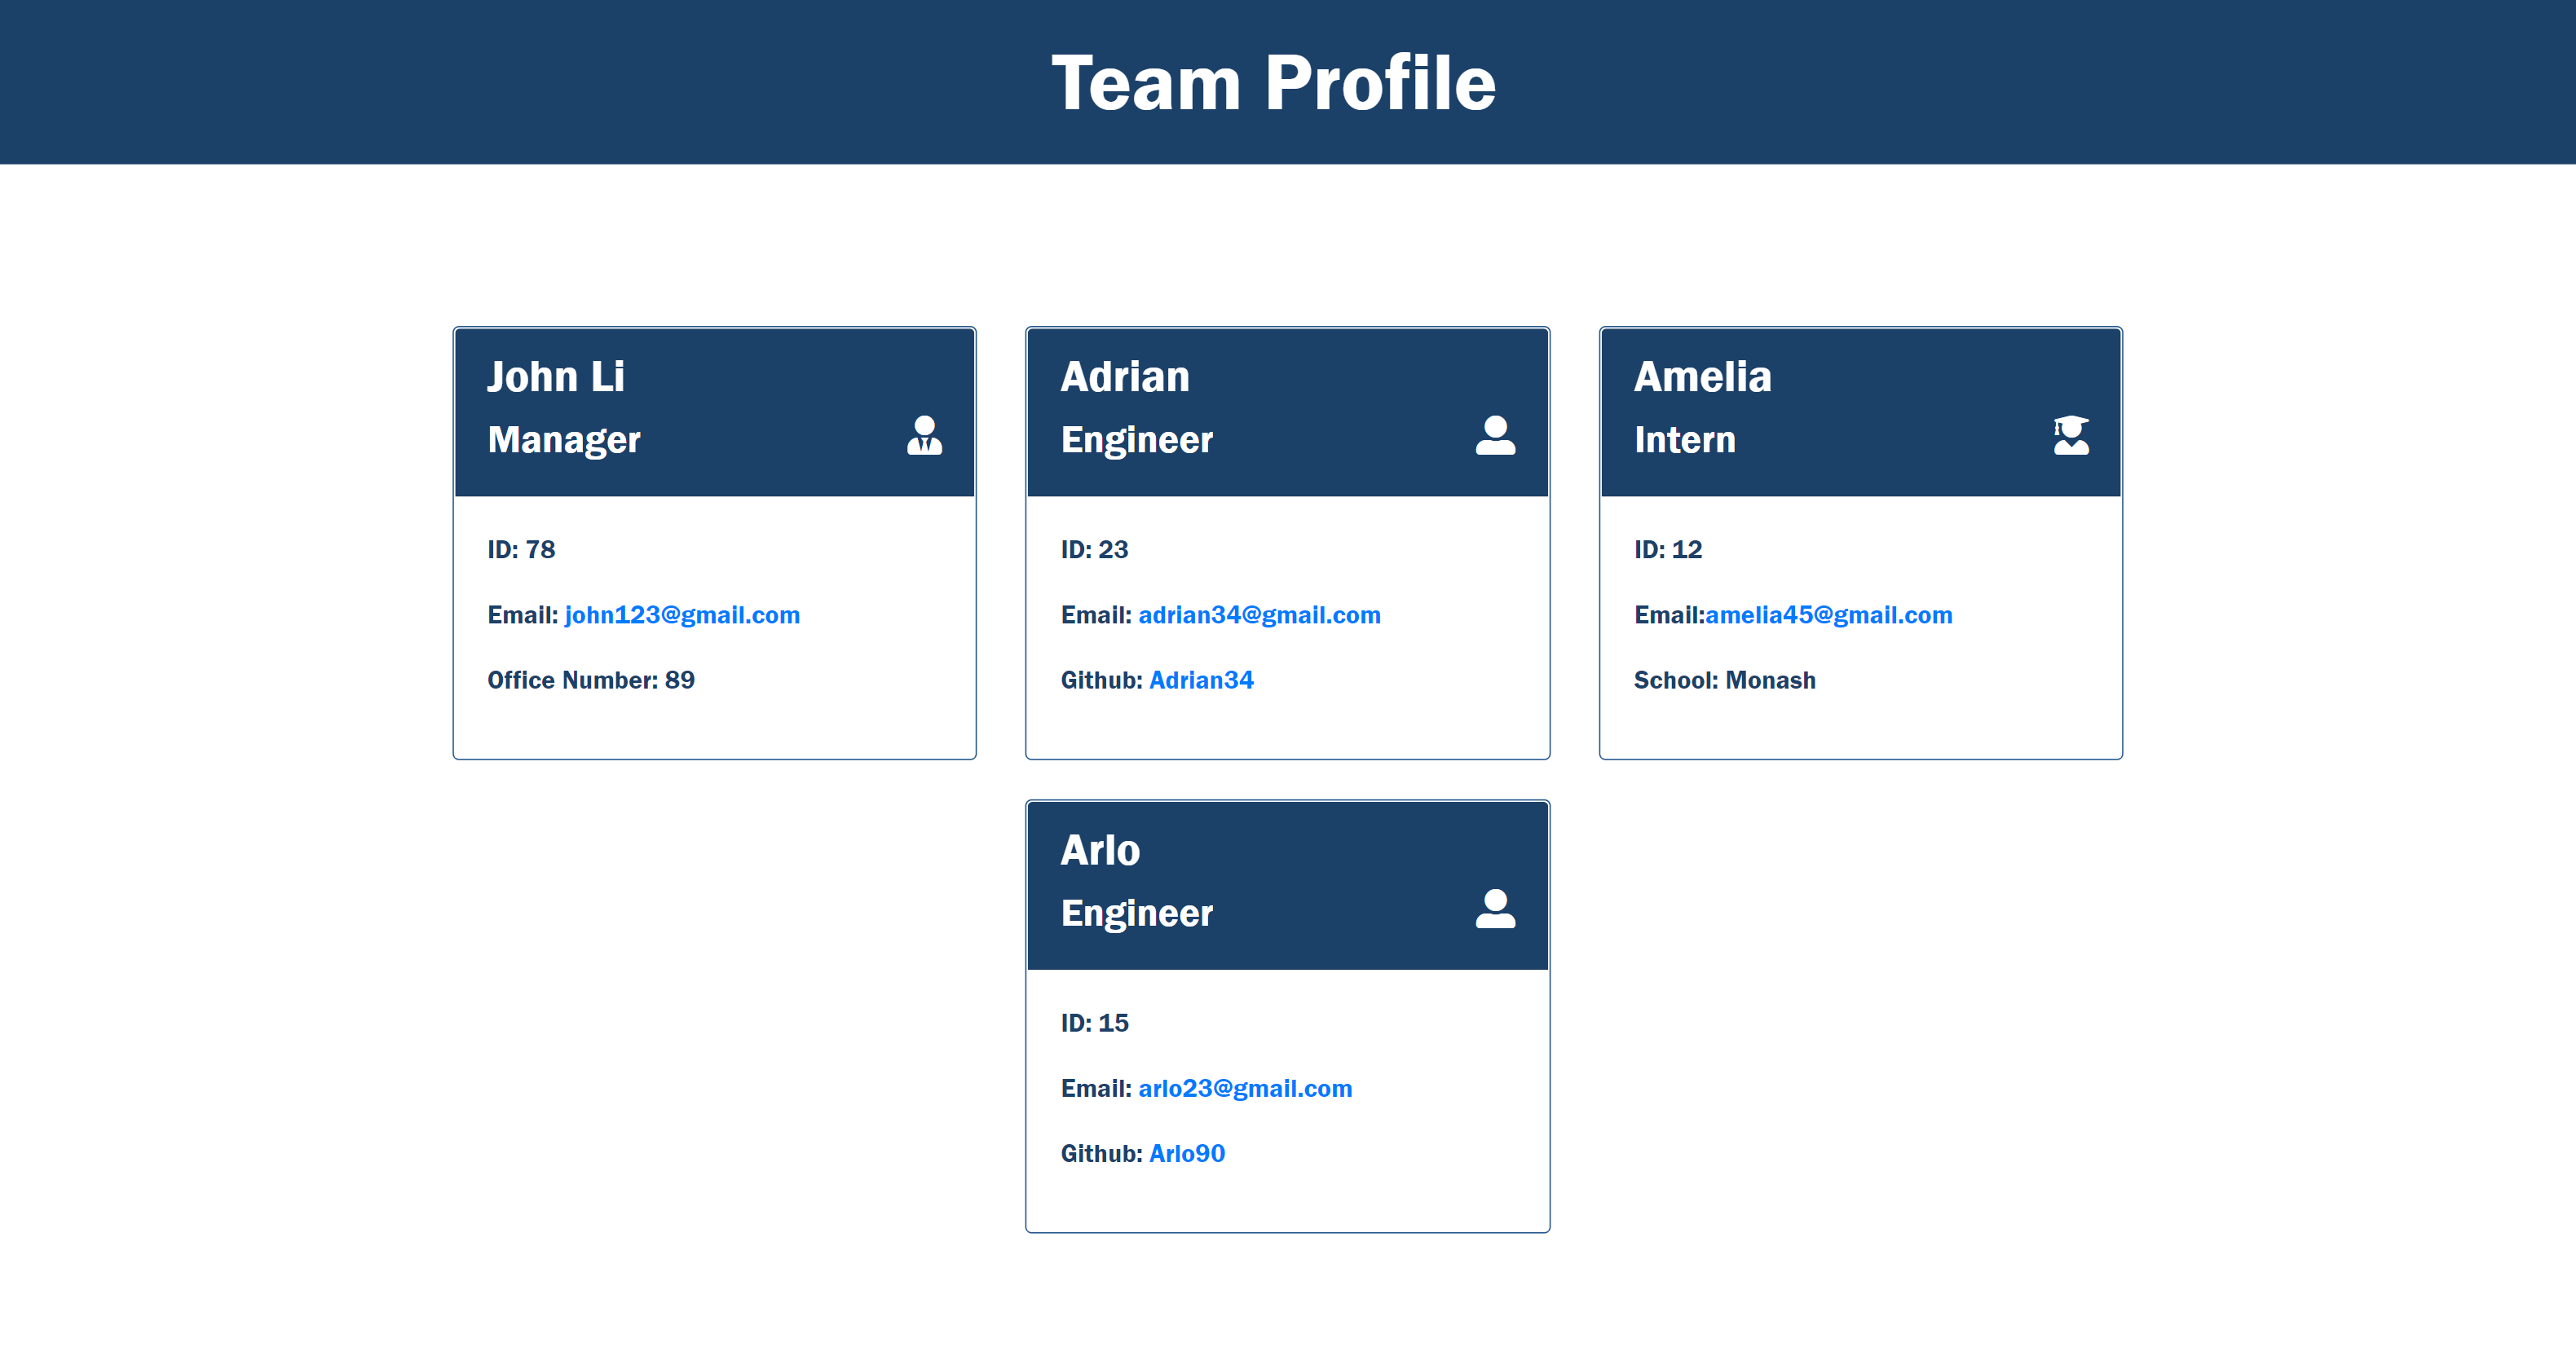 Team Profile
John Li
Manager
ID: 78
Email: john123@gmail.com
Office Number: 89
Adrian
Engineer
ID: 23
Email: adrian34@gmail.com
Github: Adrian34
Amelia
Intern
ID: 12
Email:amelia45@gmail.com
School: Monash
Arlo
Engineer
ID: 15
Email: arlo23@gmail.com
Github: Arlo90